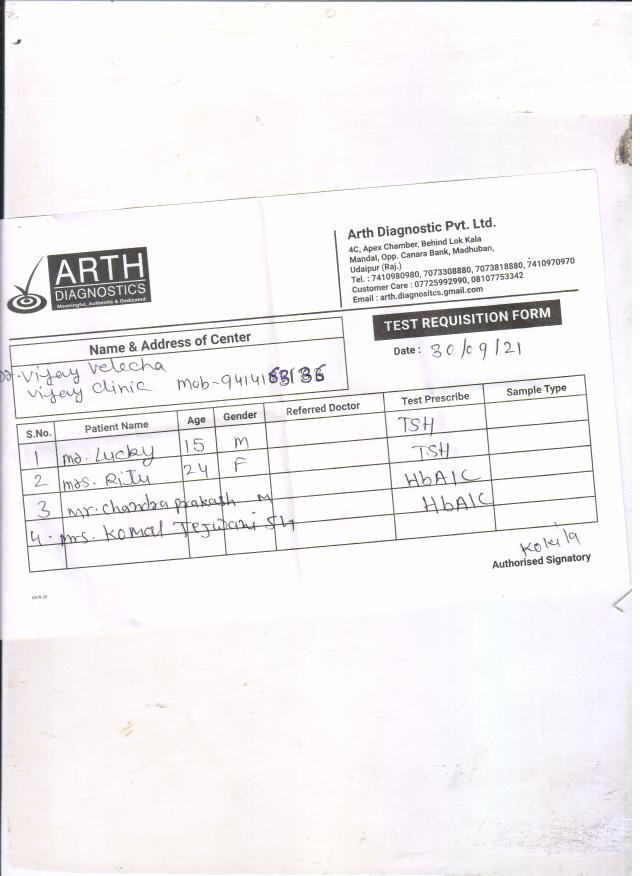 ARTH
DIAGNOSTICS
Meaningful, Authentic & Dedicated
Arth Diagnostic Pvt. Ltd.
4C, Apex Chamber, Behind Lok Kala
Mandal, Opp. Canara Bank, Madhuban,
Udaipur (Raj.)
Tel. : 7410980980, 7073308880, 7073818880, 7410970970
Customer Care : 07725992990, 08107753342
Email : arth.diagnositcs.gmail.com
TEST REQUISITION FORM
Date : 30/09/21
Name & Address of Center
Vijay Velecha
Vijay Clinic Mob-9414163136
S.No. Patient Name Age Gender Referred Doctor Test Prescribe Sample Type
1 Lucky 15 M TSH
2 Mrs. Ritu 24 F TSH
3 Mr. Chandra prakash M HbA1C
4. Mrs. Komal Tejwani HbA1C
Kokila
Authorised Signatory